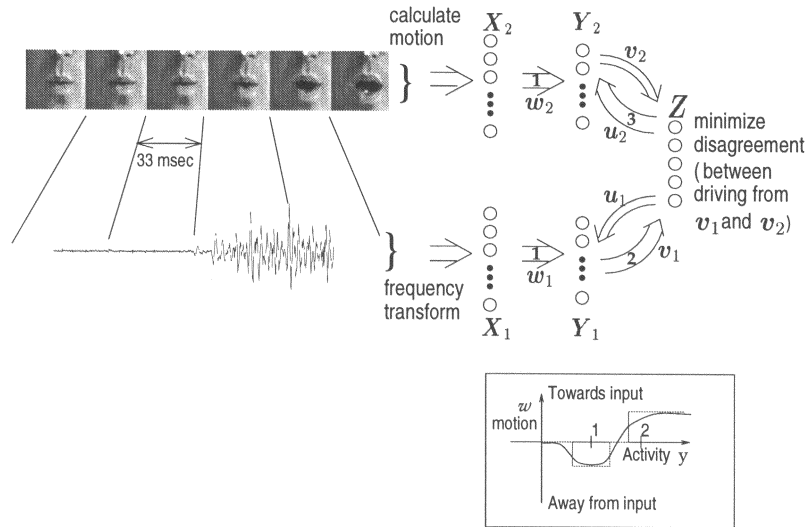 calculate
motion
X₂
Y₂
v₂
1
w₂
3
u₂
Z
minimize
disagreement
(between
driving from
v₁ and v₂)
33 msec
frequency
transform
1
w₁
u₁
2
v₁
X₁
Y₁
Towards input
w
motion
1
2
Activity y
Away from input